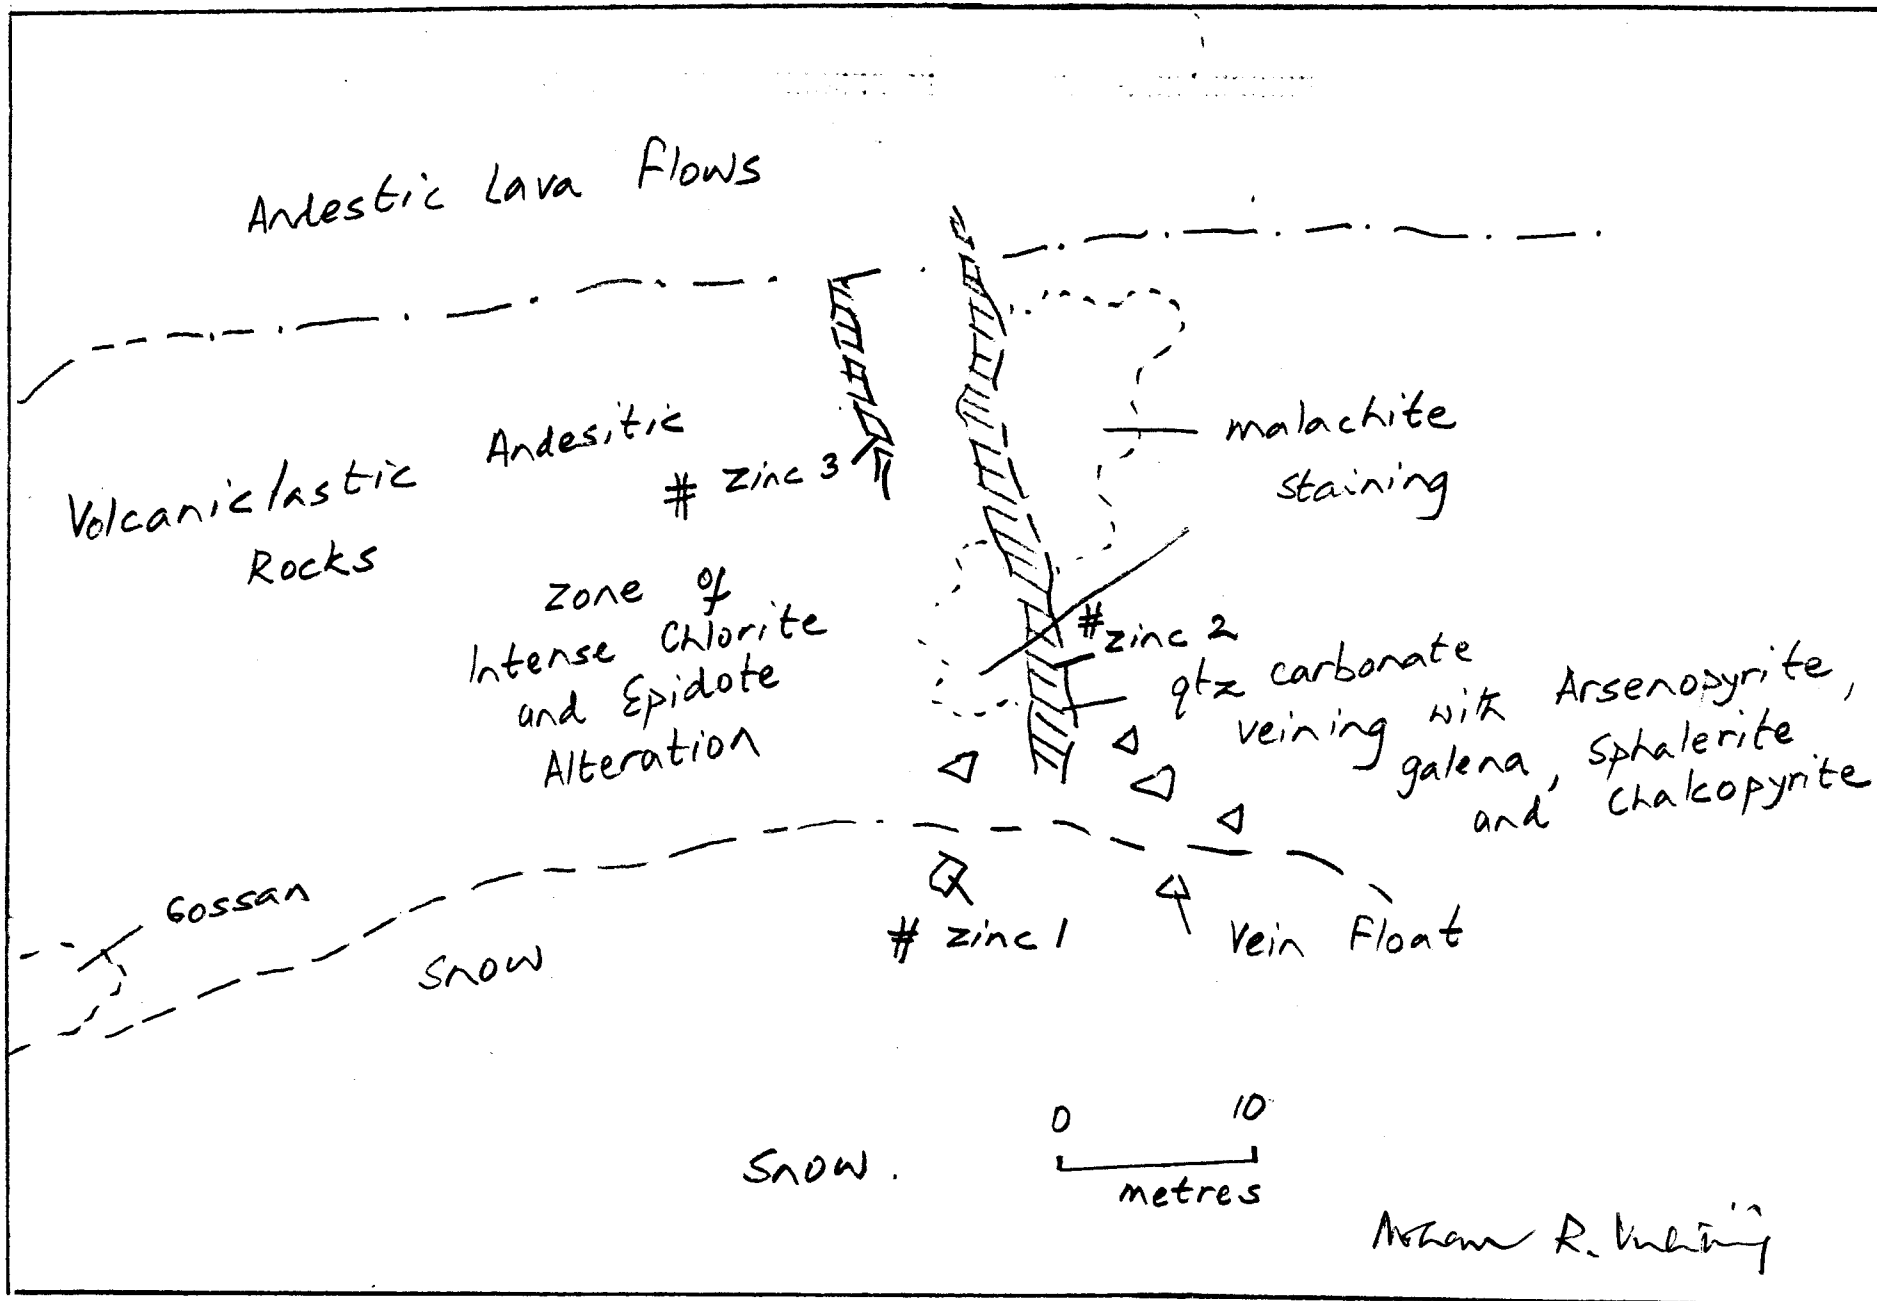 Andestic Lava Flows
Andesitic
Volcaniclastic
Rocks
# Zinc 3
malachite
staining
Zone of
Intense Chlorite
and Epidote
Alteration
# zinc 2
qtz carbonate
veining with Arsenopyrite,
galena, Sphalerite
and Chalcopyrite
Gossan
Snow
# zinc 1
Vein Float
Snow.
0 10
metres
R.